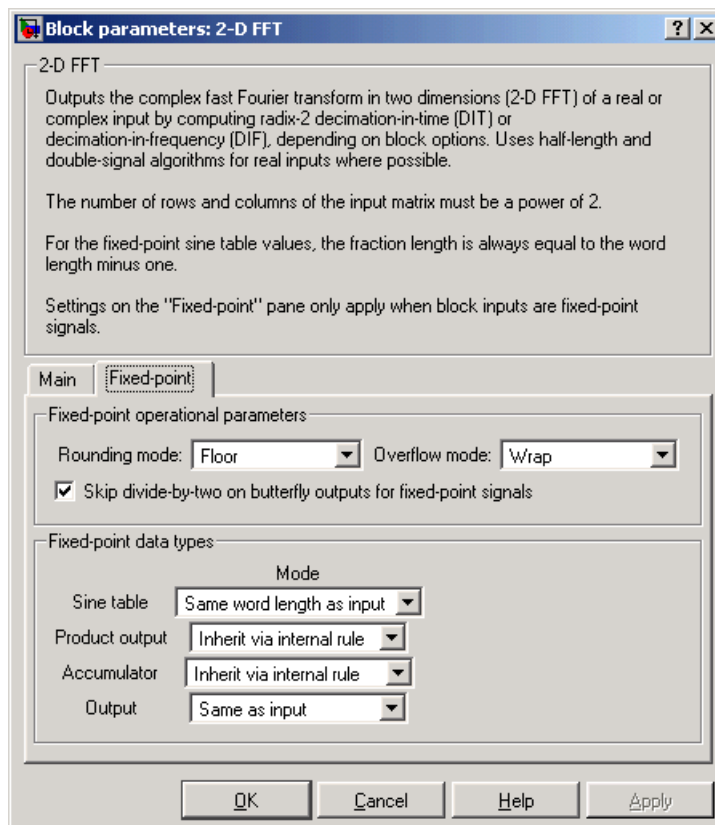 Block parameters: 2-D FFT
2-D FFT
Outputs the complex fast Fourier transform in two dimensions (2-D FFT) of a real or
complex input by computing radix-2 decimation-in-time (DIT) or
decimation-in-frequency (DIF), depending on block options. Uses half-length and
double-signal algorithms for real inputs where possible.
The number of rows and columns of the input matrix must be a power of 2.
For the fixed-point sine table values, the fraction length is always equal to the word
length minus one.
Settings on the "Fixed-point" pane only apply when block inputs are fixed-point
signals.
Main Fixed-point
Fixed-point operational parameters
Rounding mode: Floor Overflow mode: Wrap
Skip divide-by-two on butterfly outputs for fixed-point signals
Fixed-point data types
Mode
Sine table Same word length as input
Product output Inherit via internal rule
Accumulator Inherit via internal rule
Output Same as input
OK Cancel Help Apply